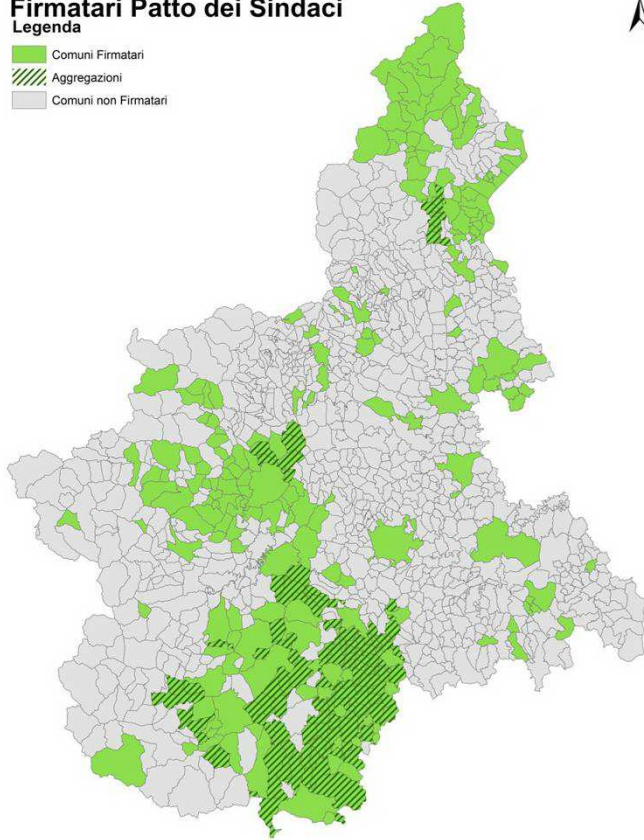 Firmatari Patto dei Sindaci
Legenda
Comuni Firmatari
Aggregazioni
Comuni non Firmatari